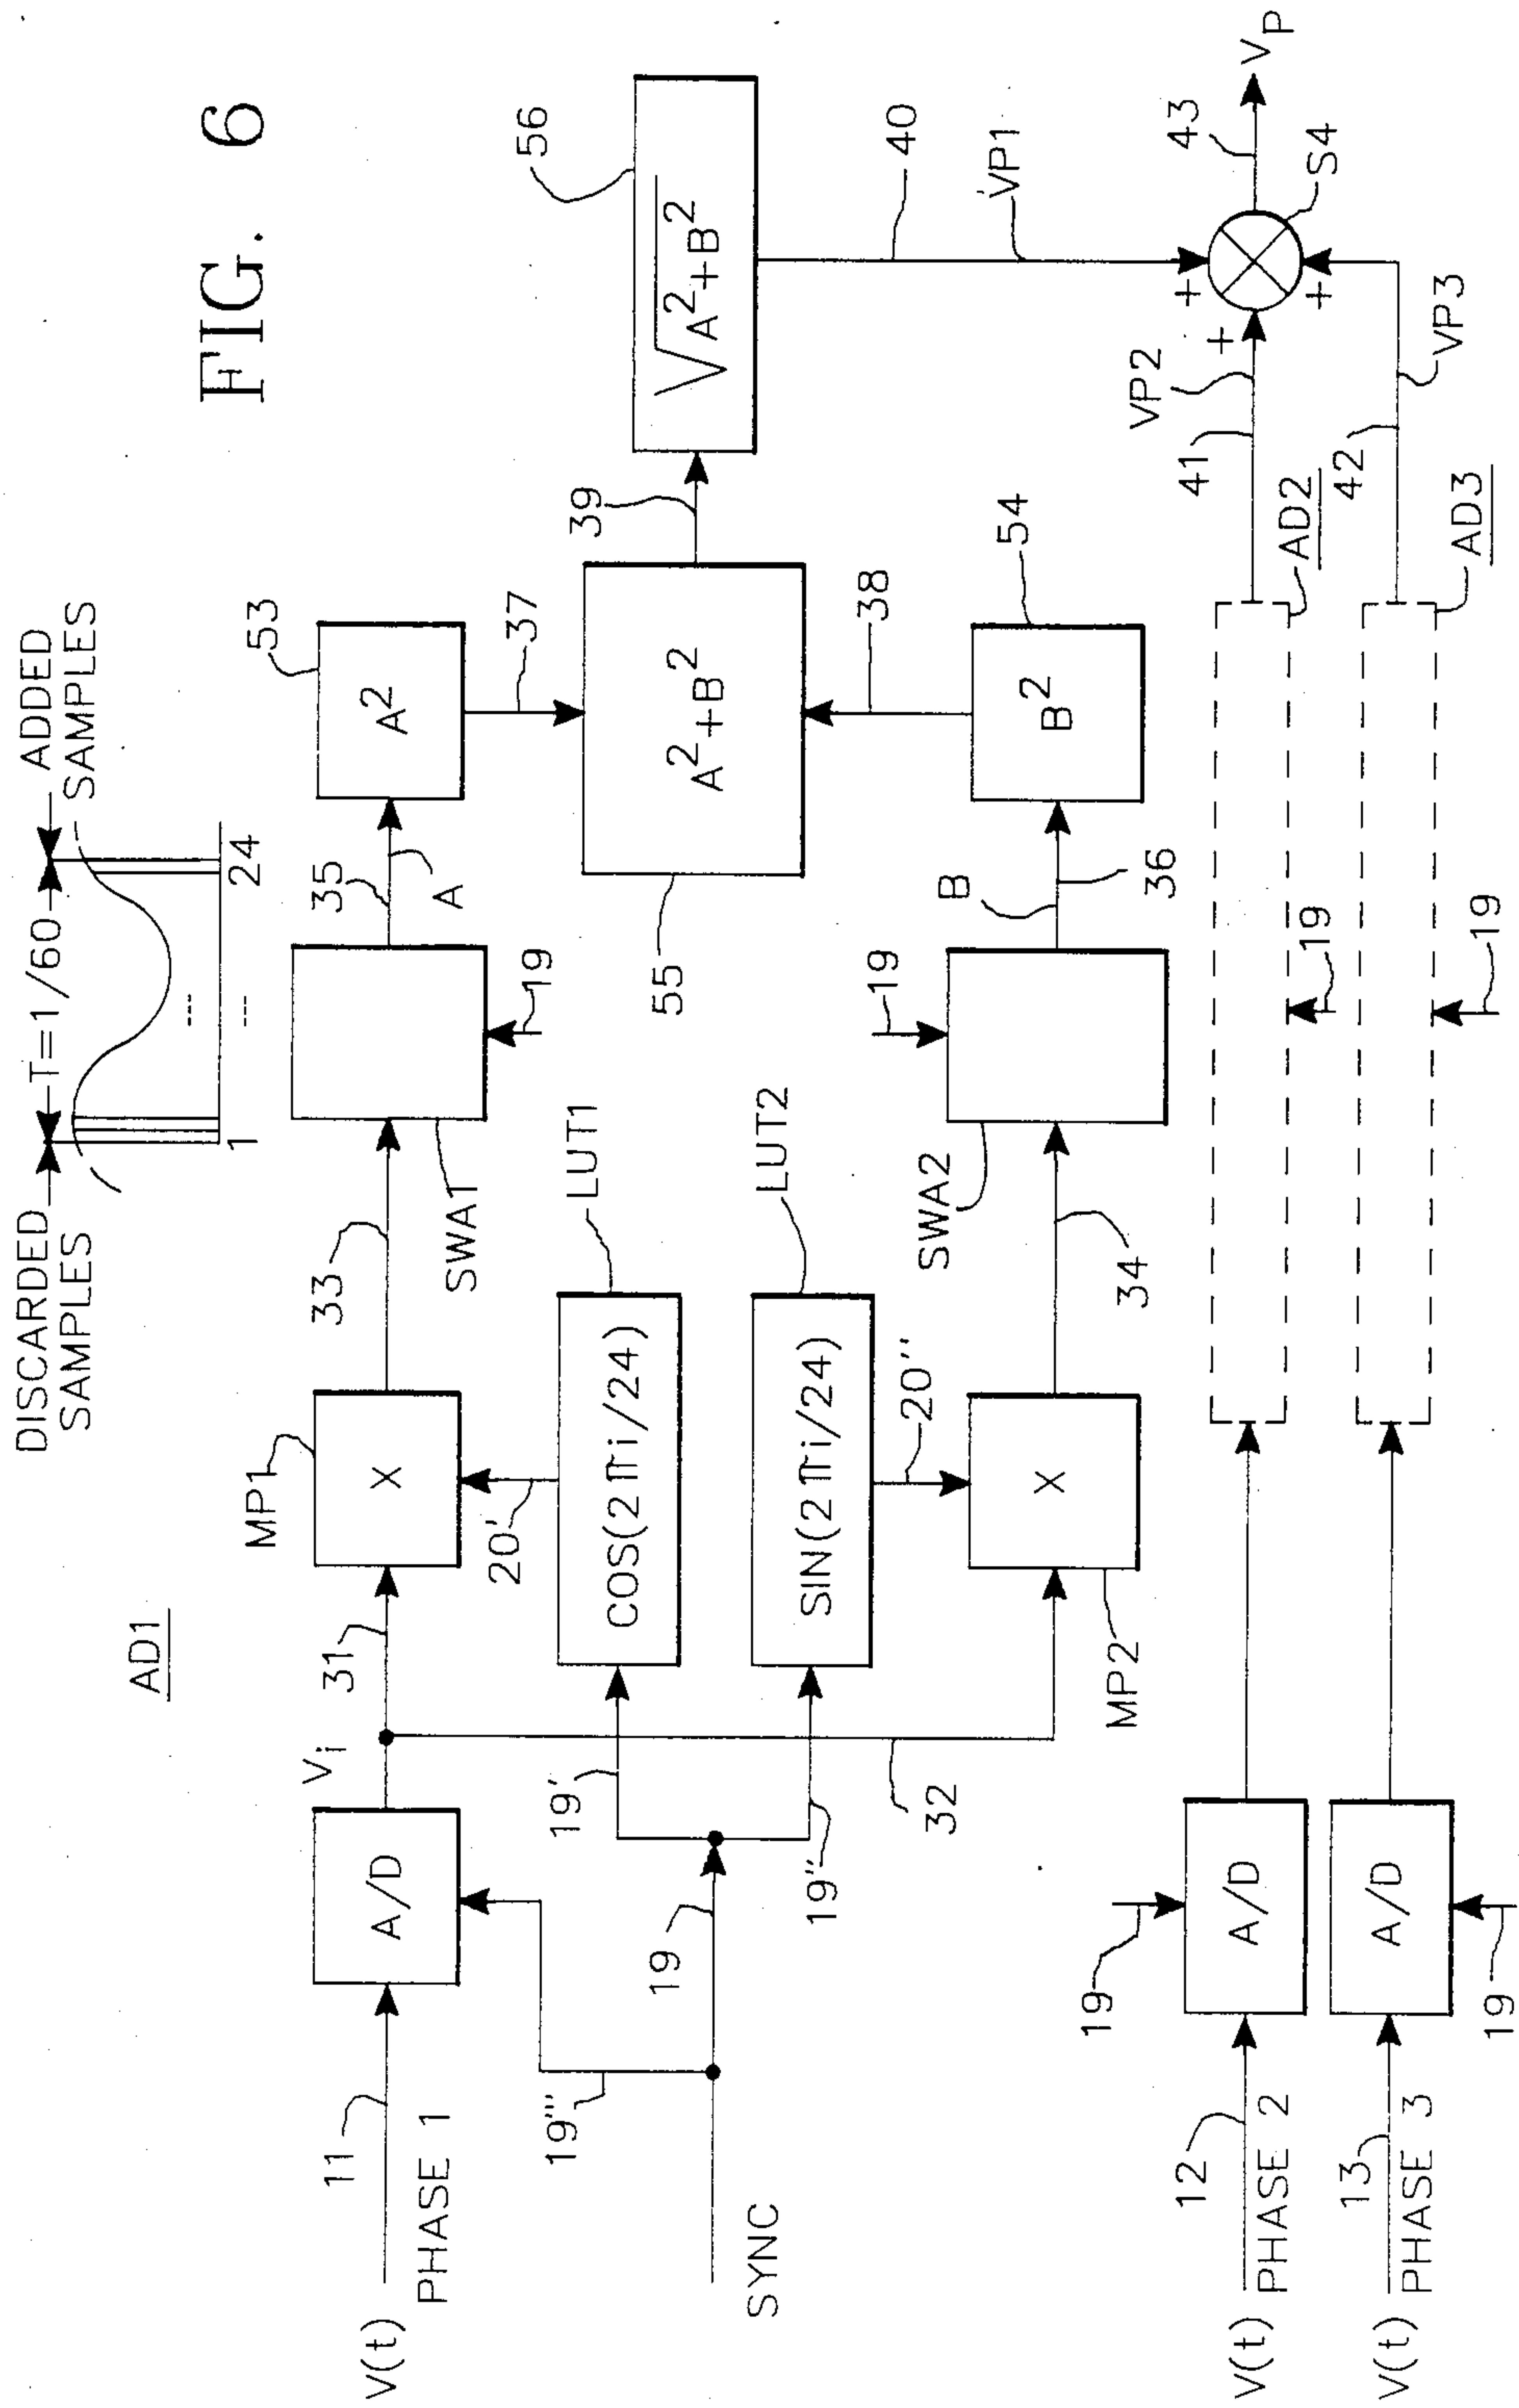 FIG. 6
AD1
DISCARDED
SAMPLES
T=1/60
ADDED
SAMPLES
1
---
---
24
V(t)
11
PHASE 1
A/D
Vi
31
MP1
X
33
SWA1
19
35
A
53
A²
37
SYNC
19'''
19
19'
19''
32
20'
COS(2πi/24)
LUT1
SIN(2πi/24)
LUT2
20''
MP2
X
34
SWA2
19
B
36
54
B²
38
55
A²+B²
39
56
√A²+B²
40
VP1
V(t)
12
PHASE 2
19
A/D
19
AD2
41
VP2
+
+
+
S4
43
VP
V(t)
13
PHASE 3
19
A/D
19
AD3
42
VP3